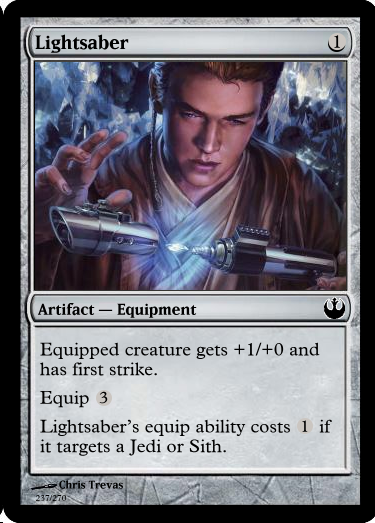 Lightsaber 1
Artifact — Equipment
Equipped creature gets +1/+0 and
has first strike.
Equip 3
Lightsaber's equip ability costs 1 if
it targets a Jedi or Sith.
Chris Trevas
237/270